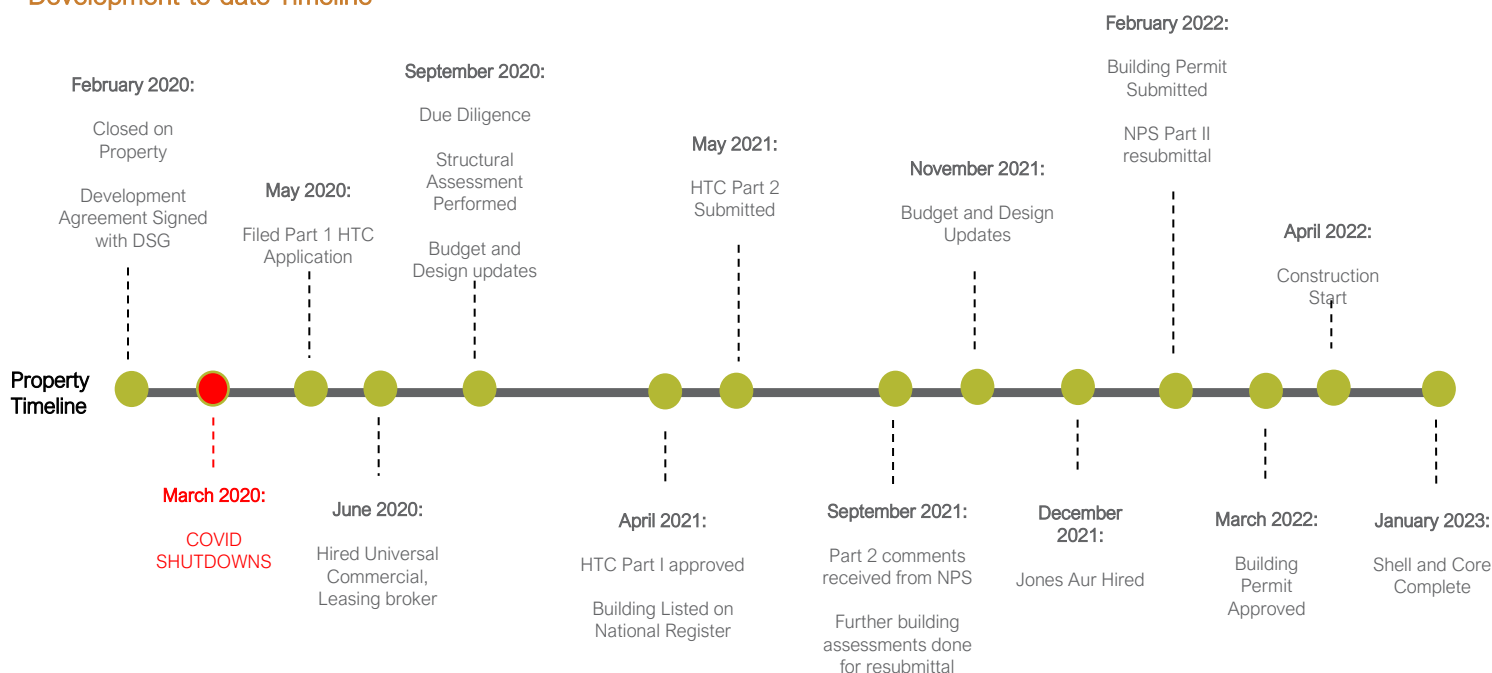 Development to date Timeline
February 2022:
Building Permit
Submitted
NPS Part II
resubmittal
September 2020:
Due Diligence
Structural
Assessment
Performed
Budget and
Design updates
February 2020:
Closed on
Property
Development
Agreement Signed
with DSG
May 2020:
Filed Part 1 HTC
Application
May 2021:
HTC Part 2
Submitted
November 2021:
Budget and Design
Updates
April 2022:
Construction
Start
Property
Timeline
March 2020:
COVID
SHUTDOWNS
June 2020:
Hired Universal
Commercial,
Leasing broker
April 2021:
HTC Part I approved
Building Listed on
National Register
September 2021:
Part 2 comments
received from NPS
Further building
assessments done
for resubmittal
December
2021:
Jones Aur Hired
March 2022:
Building
Permit
Approved
January 2023:
Shell and Core
Complete